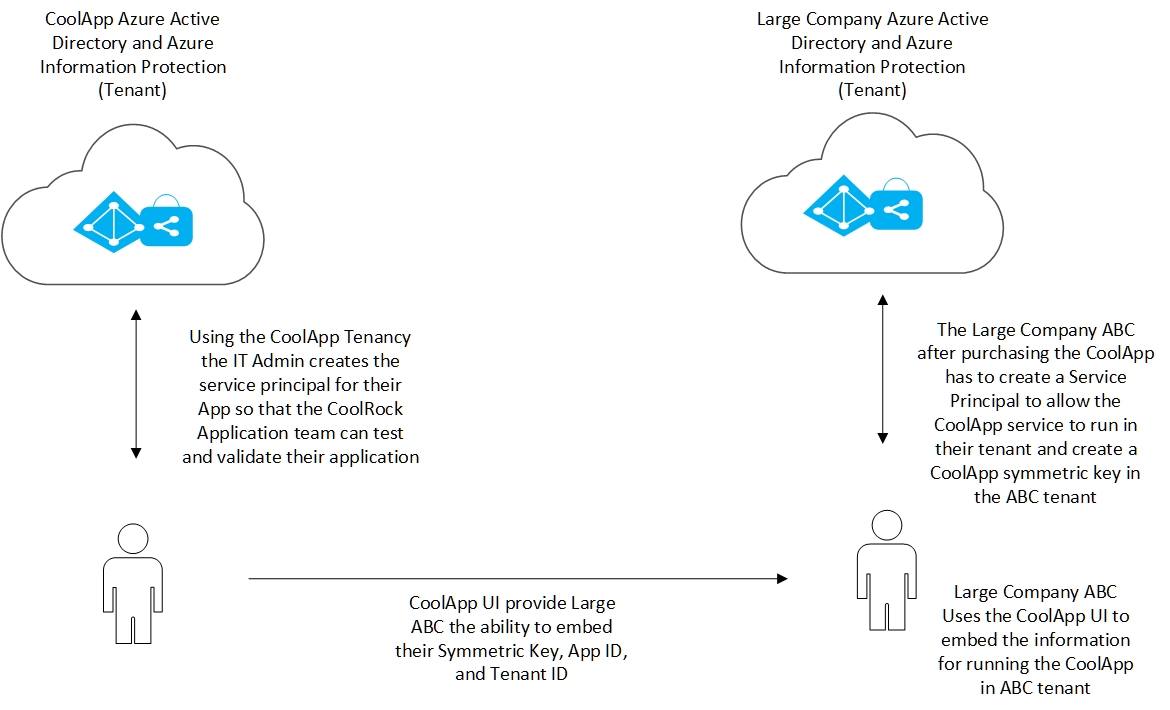 CoolApp Azure Active
Directory and Azure
Information Protection
(Tenant)
Large Company Azure Active
Directory and Azure
Information Protection
(Tenant)
Using the CoolApp Tenancy
the IT Admin creates the
service principal for their
App so that the CoolRock
Application team can test
and validate their application
The Large Company ABC
after purchasing the CoolApp
has to create a Service
Principal to allow the
CoolApp service to run in
their tenant and create a
CoolApp symmetric key in
the ABC tenant
CoolApp UI provide Large
ABC the ability to embed
their Symmetric Key, App ID,
and Tenant ID
Large Company ABC
Uses the CoolApp UI to
embed the information
for running the CoolApp
in ABC tenant